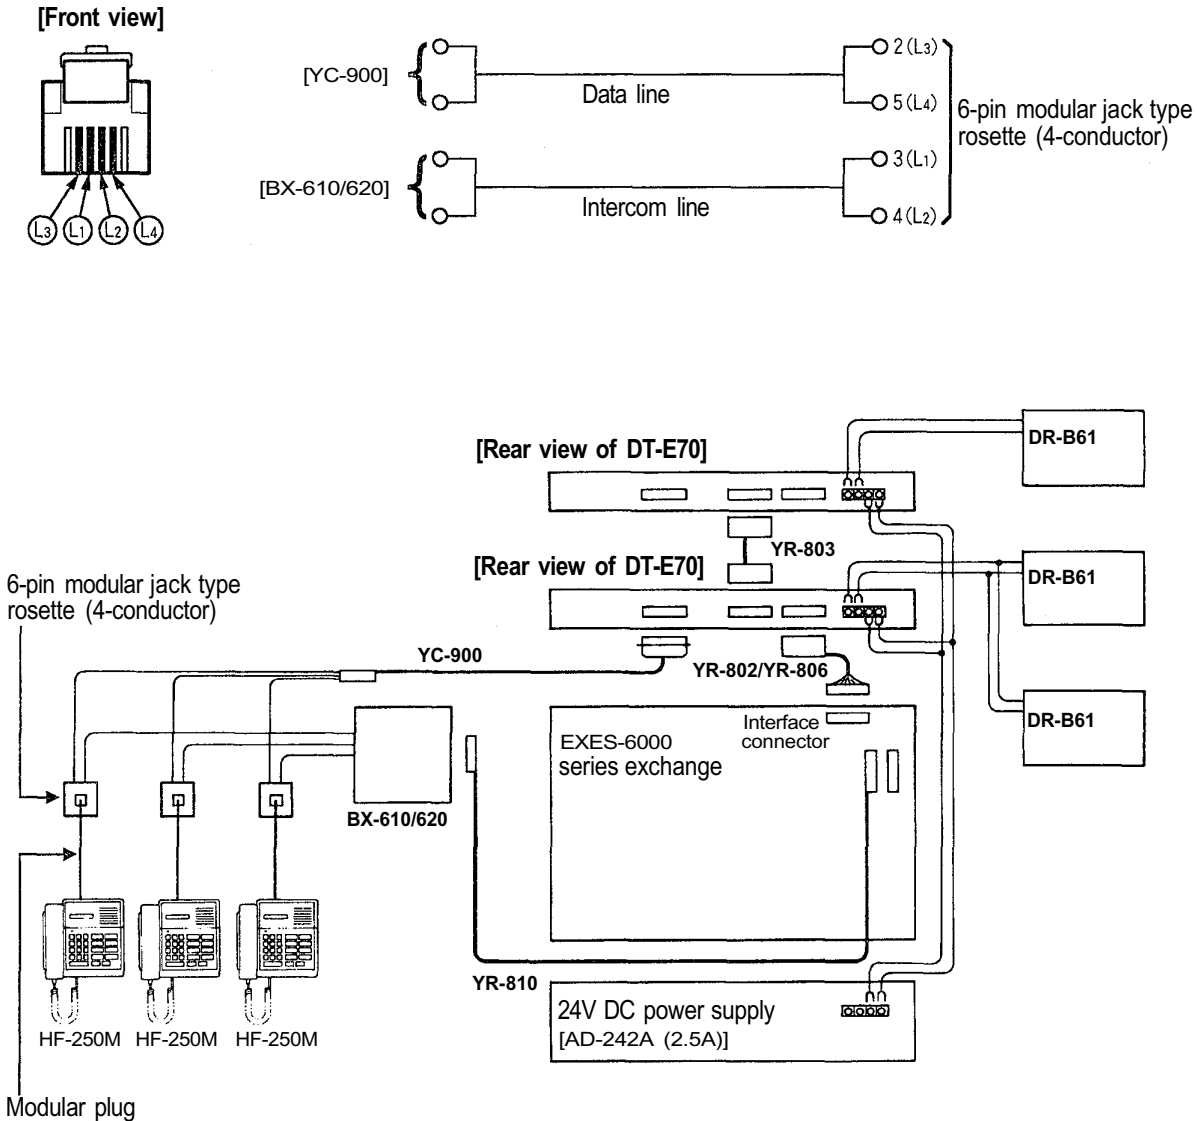 [Front view]
[YC-900]
Data line
2 (L3)
5 (L4)
6-pin modular jack type
rosette (4-conductor)
[BX-610/620]
Intercom line
3 (L1)
4 (L2)
L3 L1 L2 L4
[Rear view of DT-E70]
DR-B61
YR-803
[Rear view of DT-E70]
DR-B61
6-pin modular jack type
rosette (4-conductor)
YC-900
YR-802/YR-806
DR-B61
Interface
connector
EXES-6000
series exchange
BX-610/620
YR-810
24V DC power supply
[AD-242A (2.5A)]
HF-250M HF-250M HF-250M
Modular plug